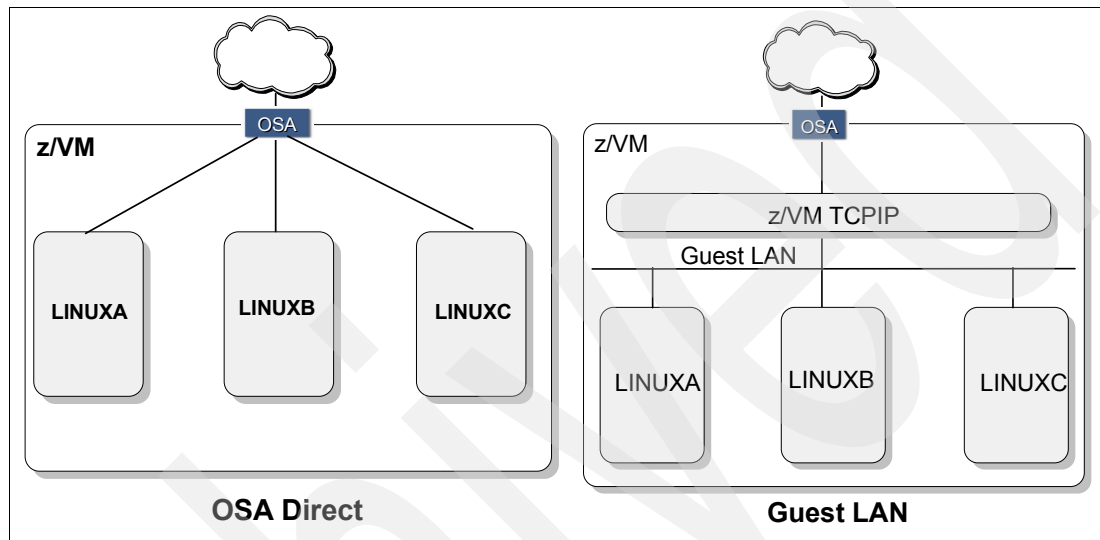 OSA
z/VM
LINUXA
LINUXB
LINUXC
OSA Direct
OSA
z/VM
z/VM TCPIP
Guest LAN
LINUXA
LINUXB
LINUXC
Guest LAN